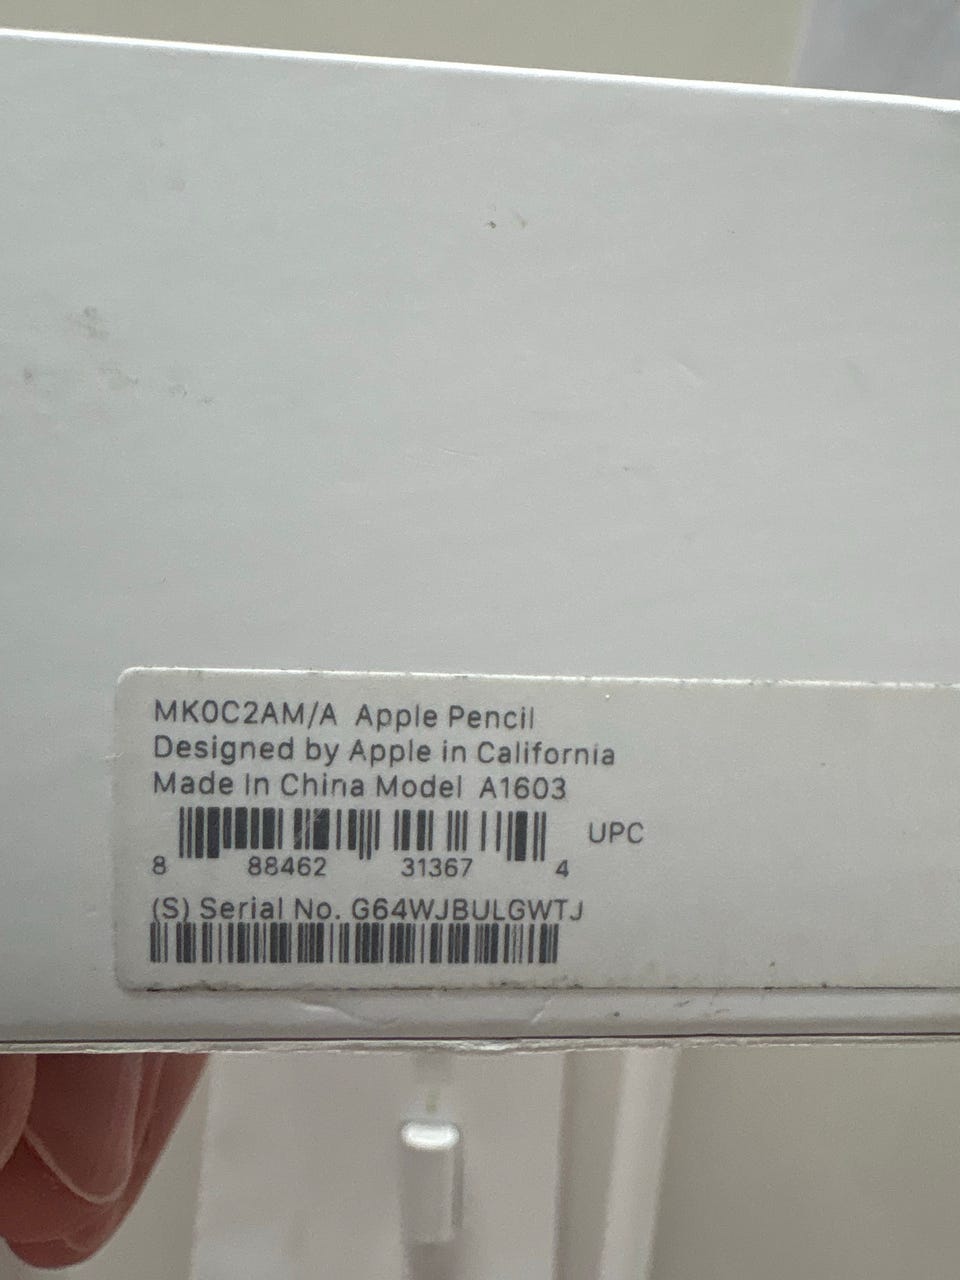 MK0C2AM/A Apple Pencil
Designed by Apple in California
Made In China Model A1603
UPC
8 88462 31367 4
(S) Serial No. G64WJBULGWTJ